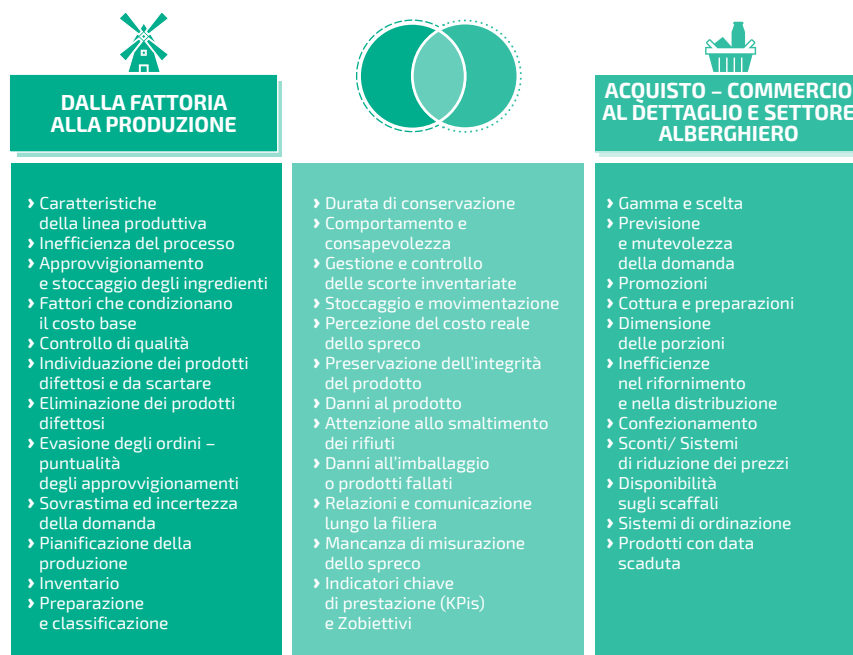 DALLA FATTORIA
ALLA PRODUZIONE
› Caratteristiche
della linea produttiva
› Inefficienza del processo
› Approvvigionamento
e stoccaggio degli ingredienti
› Fattori che condizionano
il costo base
› Controllo di qualità
› Individuazione dei prodotti
difettosi e da scartare
› Eliminazione dei prodotti
difettosi
› Evasione degli ordini –
puntualità
degli approvvigionamenti
› Sovrastima ed incertezza
della domanda
› Pianificazione della
produzione
› Inventario
› Preparazione
e classificazione
› Durata di conservazione
› Comportamento e
consapevolezza
› Gestione e controllo
delle scorte inventariate
› Stoccaggio e movimentazione
› Percezione del costo reale
dello spreco
› Preservazione dell'integrità
del prodotto
› Danni al prodotto
› Attenzione allo smaltimento
dei rifiuti
› Danni all'imballaggio
o prodotti fallati
› Relazioni e comunicazione
lungo la filiera
› Mancanza di misurazione
dello spreco
› Indicatori chiave
di prestazione (KPis)
e Zobiettivi
ACQUISTO – COMMERCIO
AL DETTAGLIO E SETTORE
ALBERGHIERO
› Gamma e scelta
› Previsione
e mutevolezza
della domanda
› Promozioni
› Cottura e preparazioni
› Dimensione
delle porzioni
› Inefficienze
nel rifornimento
e nella distribuzione
› Confezionamento
› Sconti/ Sistemi
di riduzione dei prezzi
› Disponibilità
sugli scaffali
› Sistemi di ordinazione
› Prodotti con data
scaduta